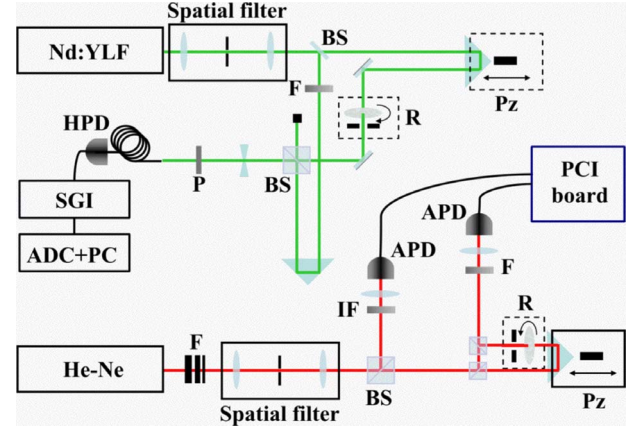 Spatial filter
Nd:YLF
BS
F
Pz
HPD
R
P
BS
SGI
ADC+PC
PCI
board
APD
APD
F
IF
R
F
He-Ne
BS
Pz
Spatial filter